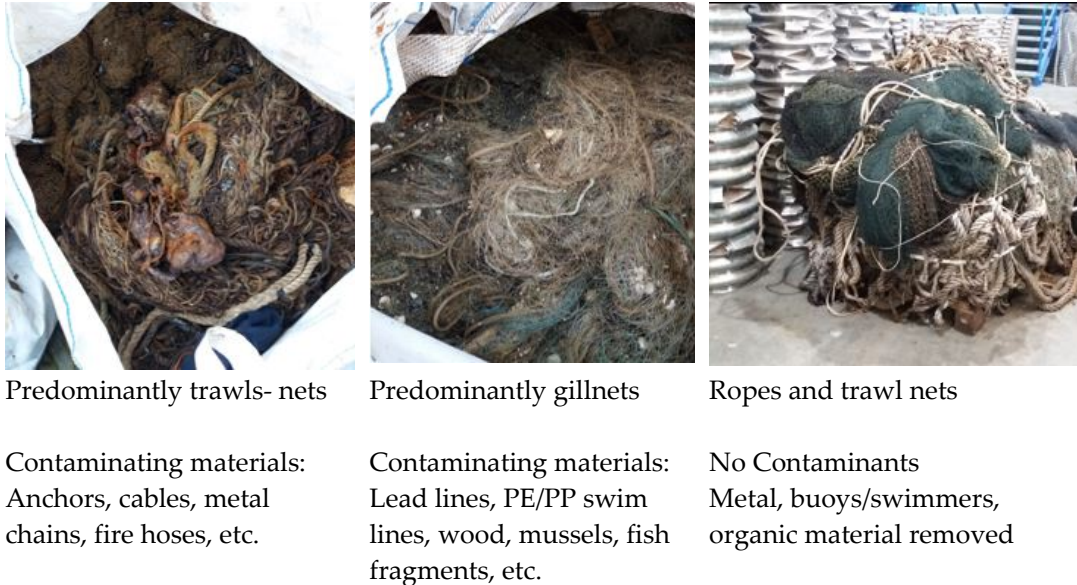 Predominantly trawls- nets
Contaminating materials:
Anchors, cables, metal
chains, fire hoses, etc.
Predominantly gillnets
Contaminating materials:
Lead lines, PE/PP swim
lines, wood, mussels, fish
fragments, etc.
Ropes and trawl nets
No Contaminants
Metal, buoys/swimmers,
organic material removed